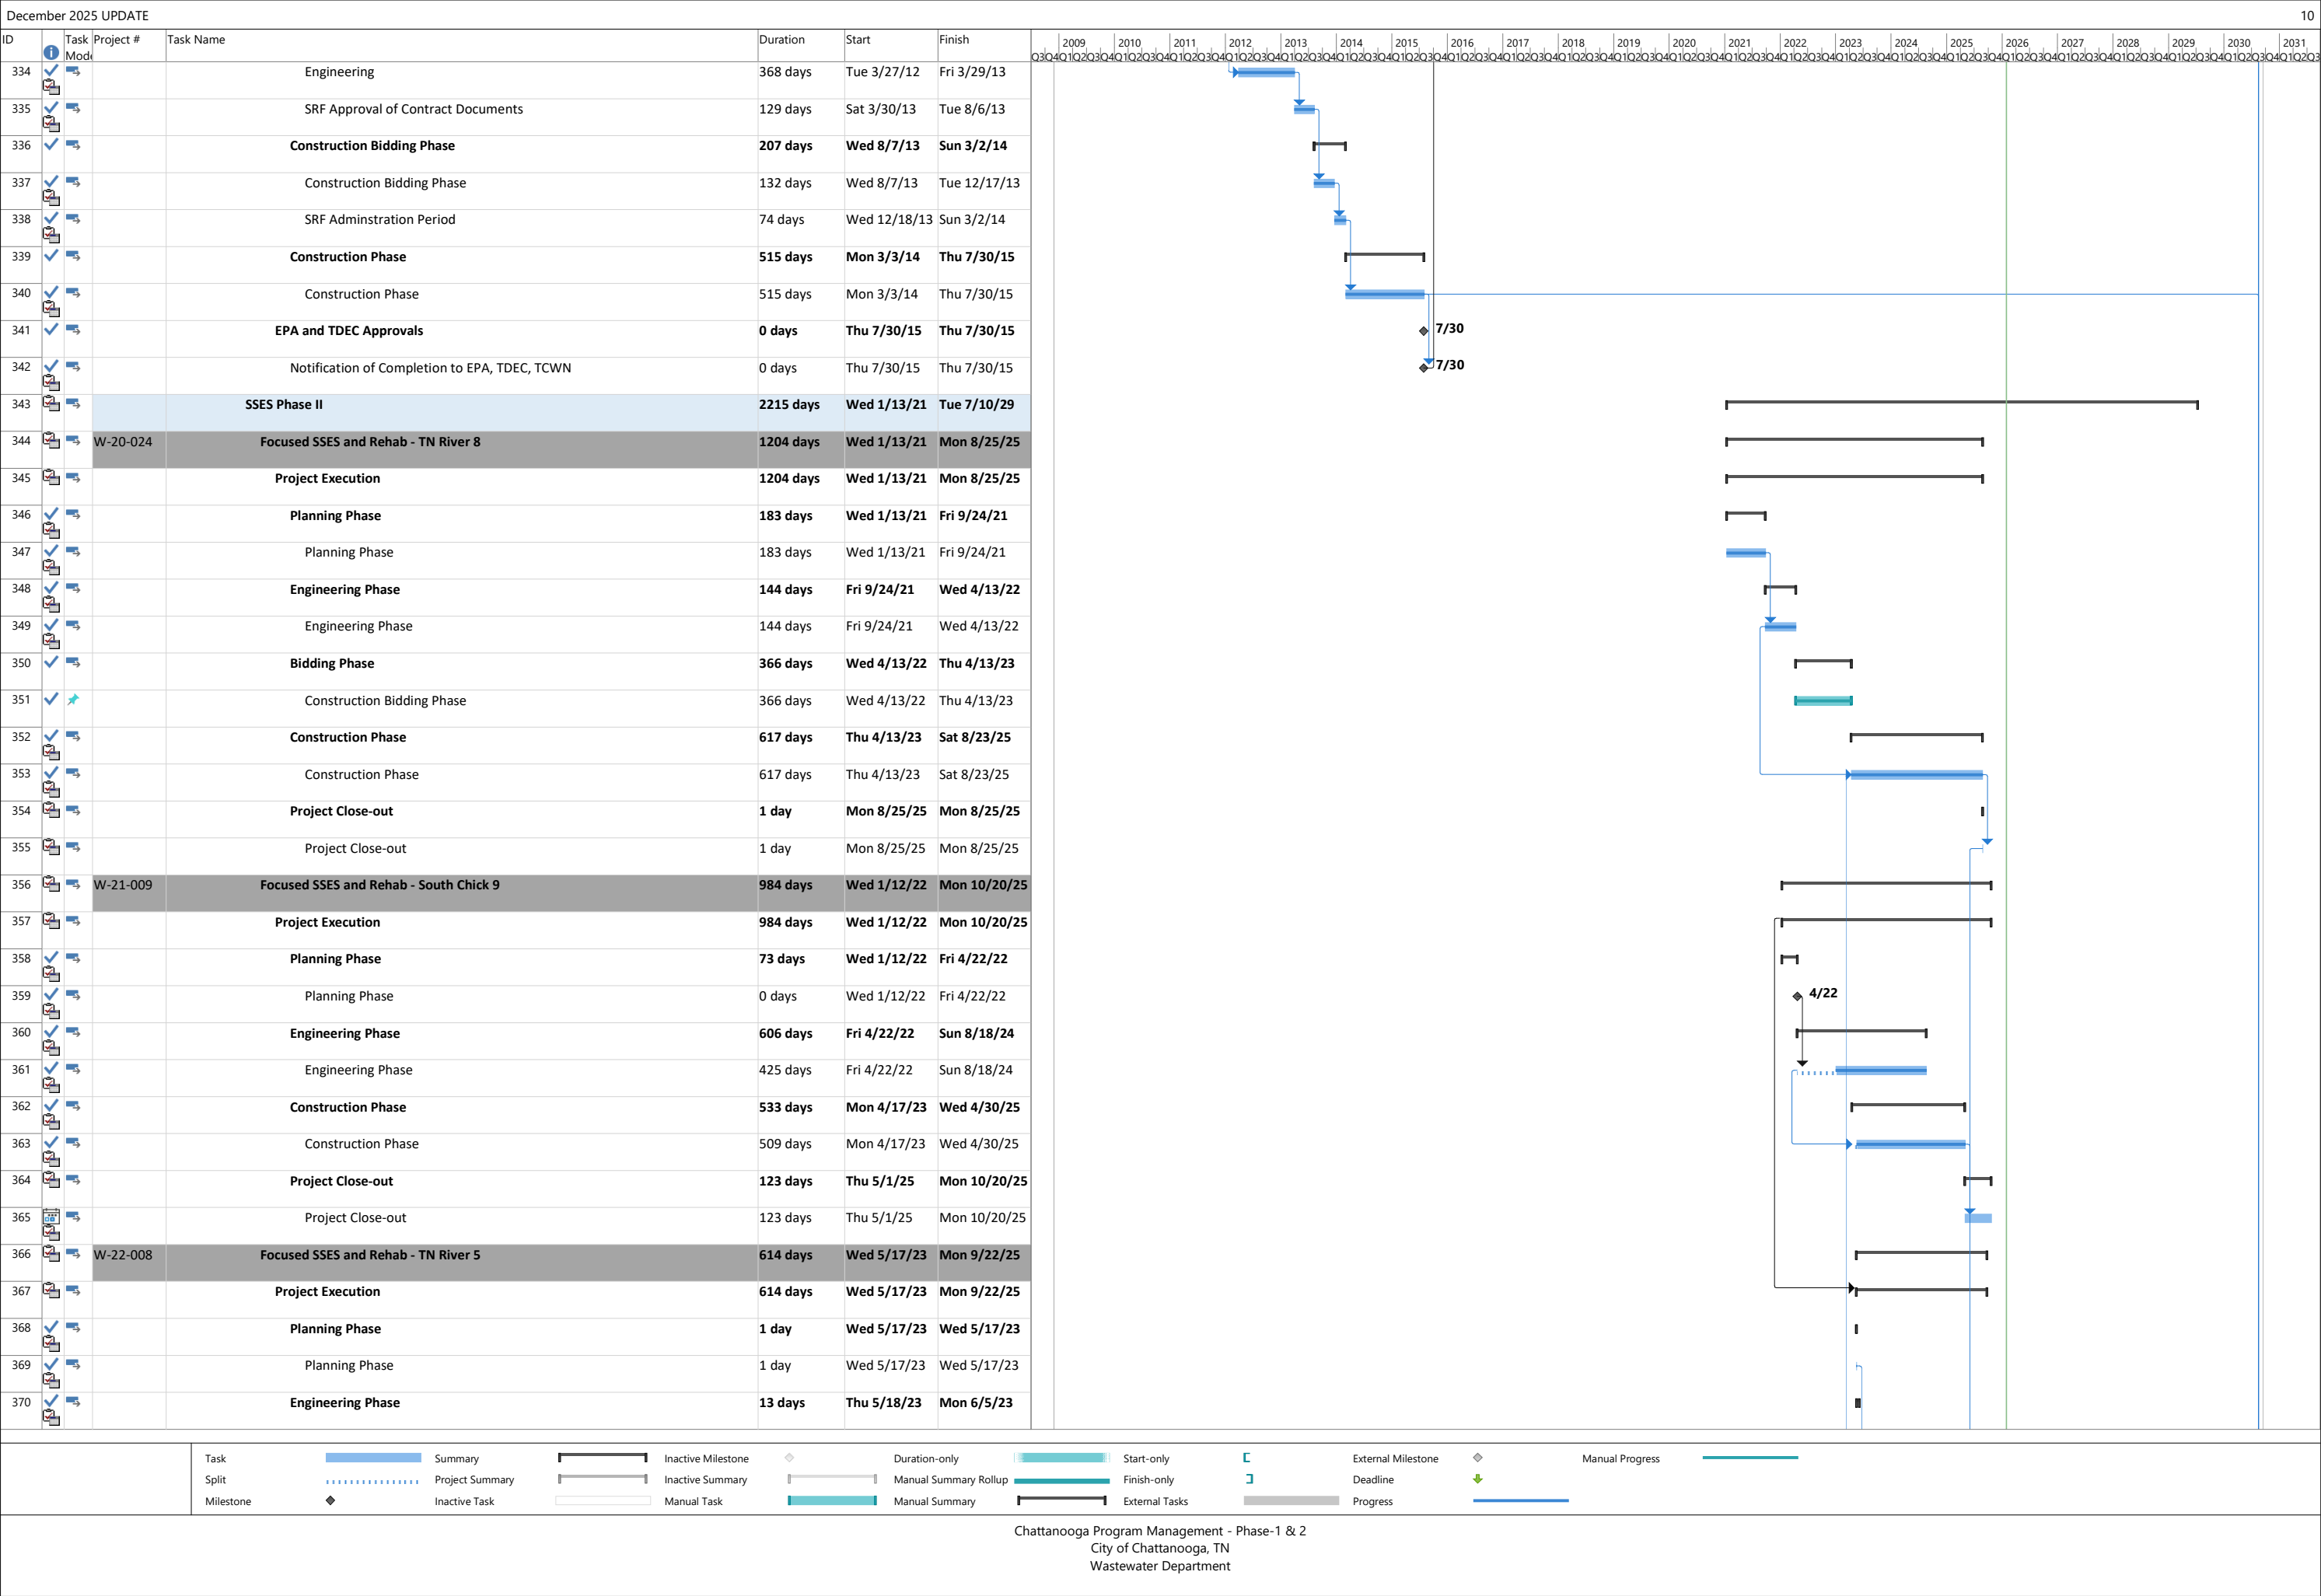 December 2025 UPDATE 10
ID Task Mode Project # Task Name Duration Start Finish
2009 2010 2011 2012 2013 2014 2015 2016 2017 2018 2019 2020 2021 2022 2023 2024 2025 2026 2027 2028 2029 2030 2031
334 Engineering 368 days Tue 3/27/12 Fri 3/29/13
335 SRF Approval of Contract Documents 129 days Sat 3/30/13 Tue 8/6/13
336 Construction Bidding Phase 207 days Wed 8/7/13 Sun 3/2/14
337 Construction Bidding Phase 132 days Wed 8/7/13 Tue 12/17/13
338 SRF Adminstration Period 74 days Wed 12/18/13 Sun 3/2/14
339 Construction Phase 515 days Mon 3/3/14 Thu 7/30/15
340 Construction Phase 515 days Mon 3/3/14 Thu 7/30/15
341 EPA and TDEC Approvals 0 days Thu 7/30/15 Thu 7/30/15 7/30
342 Notification of Completion to EPA, TDEC, TCWN 0 days Thu 7/30/15 Thu 7/30/15 7/30
343 SSES Phase II 2215 days Wed 1/13/21 Tue 7/10/29
344 W-20-024 Focused SSES and Rehab - TN River 8 1204 days Wed 1/13/21 Mon 8/25/25
345 Project Execution 1204 days Wed 1/13/21 Mon 8/25/25
346 Planning Phase 183 days Wed 1/13/21 Fri 9/24/21
347 Planning Phase 183 days Wed 1/13/21 Fri 9/24/21
348 Engineering Phase 144 days Fri 9/24/21 Wed 4/13/22
349 Engineering Phase 144 days Fri 9/24/21 Wed 4/13/22
350 Bidding Phase 366 days Wed 4/13/22 Thu 4/13/23
351 Construction Bidding Phase 366 days Wed 4/13/22 Thu 4/13/23
352 Construction Phase 617 days Thu 4/13/23 Sat 8/23/25
353 Construction Phase 617 days Thu 4/13/23 Sat 8/23/25
354 Project Close-out 1 day Mon 8/25/25 Mon 8/25/25
355 Project Close-out 1 day Mon 8/25/25 Mon 8/25/25
356 W-21-009 Focused SSES and Rehab - South Chick 9 984 days Wed 1/12/22 Mon 10/20/25
357 Project Execution 984 days Wed 1/12/22 Mon 10/20/25
358 Planning Phase 73 days Wed 1/12/22 Fri 4/22/22
359 Planning Phase 0 days Wed 1/12/22 Fri 4/22/22 4/22
360 Engineering Phase 606 days Fri 4/22/22 Sun 8/18/24
361 Engineering Phase 425 days Fri 4/22/22 Sun 8/18/24
362 Construction Phase 533 days Mon 4/17/23 Wed 4/30/25
363 Construction Phase 509 days Mon 4/17/23 Wed 4/30/25
364 Project Close-out 123 days Thu 5/1/25 Mon 10/20/25
365 Project Close-out 123 days Thu 5/1/25 Mon 10/20/25
366 W-22-008 Focused SSES and Rehab - TN River 5 614 days Wed 5/17/23 Mon 9/22/25
367 Project Execution 614 days Wed 5/17/23 Mon 9/22/25
368 Planning Phase 1 day Wed 5/17/23 Wed 5/17/23
369 Planning Phase 1 day Wed 5/17/23 Wed 5/17/23
370 Engineering Phase 13 days Thu 5/18/23 Mon 6/5/23
Task Summary Inactive Milestone Duration-only Start-only External Milestone Manual Progress
Split Project Summary Inactive Summary Manual Summary Rollup Finish-only Deadline
Milestone Inactive Task Manual Task Manual Summary External Tasks Progress
Chattanooga Program Management - Phase-1 & 2
City of Chattanooga, TN
Wastewater Department